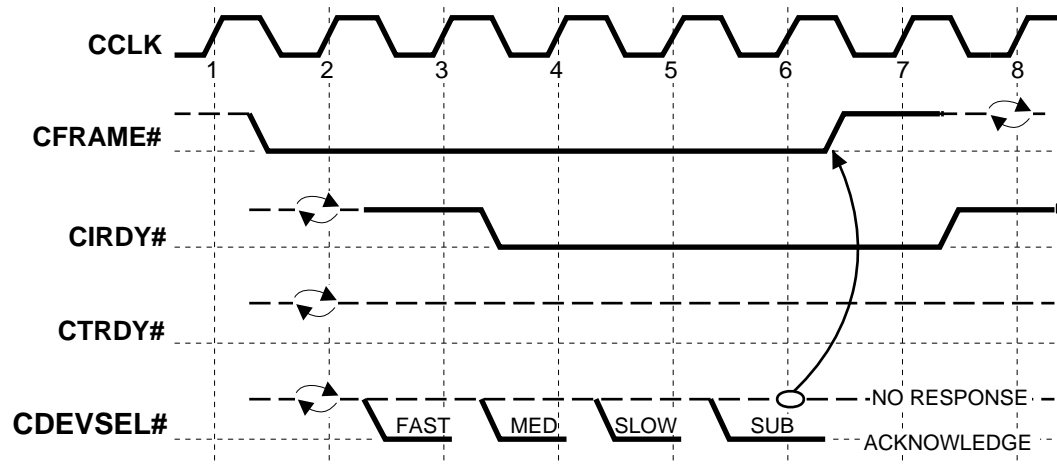 CCLK
1 2 3 4 5 6 7 8
CFRAME#
CIRDY#
CTRDY#
CDEVSEL#
FAST MED SLOW SUB
NO RESPONSE
ACKNOWLEDGE